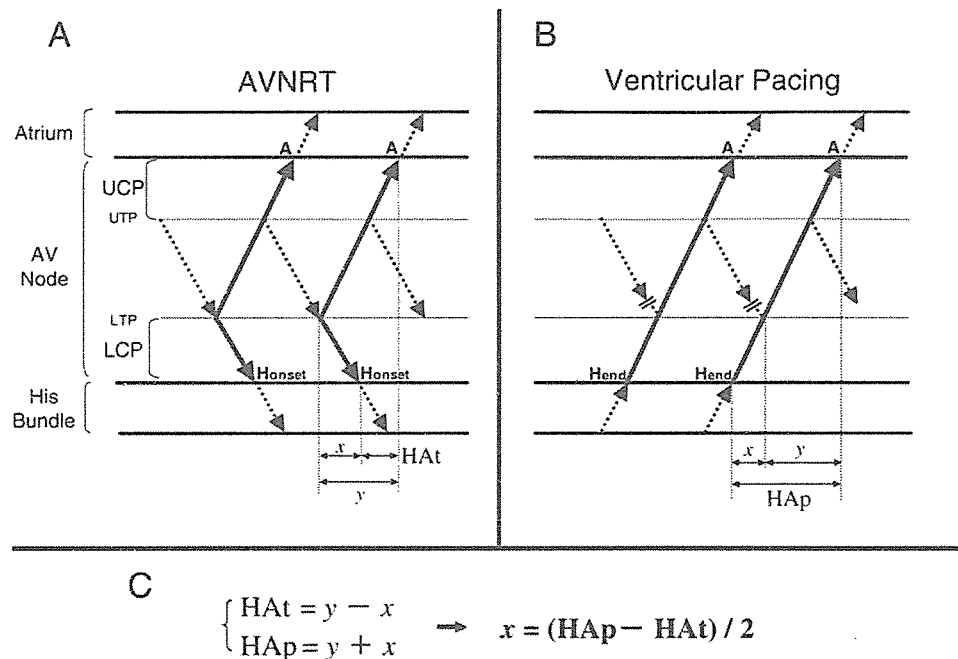 A
AVNRT
Atrium
A
A
UCP
UTP
AV
Node
LTP
LCP
Honset
Honset
His
Bundle
x
HAt
y
B
Ventricular Pacing
A
A
Hend
Hend
x
y
HAp
C
HAt = y − x
HAp = y + x
x = (HAp − HAt) / 2